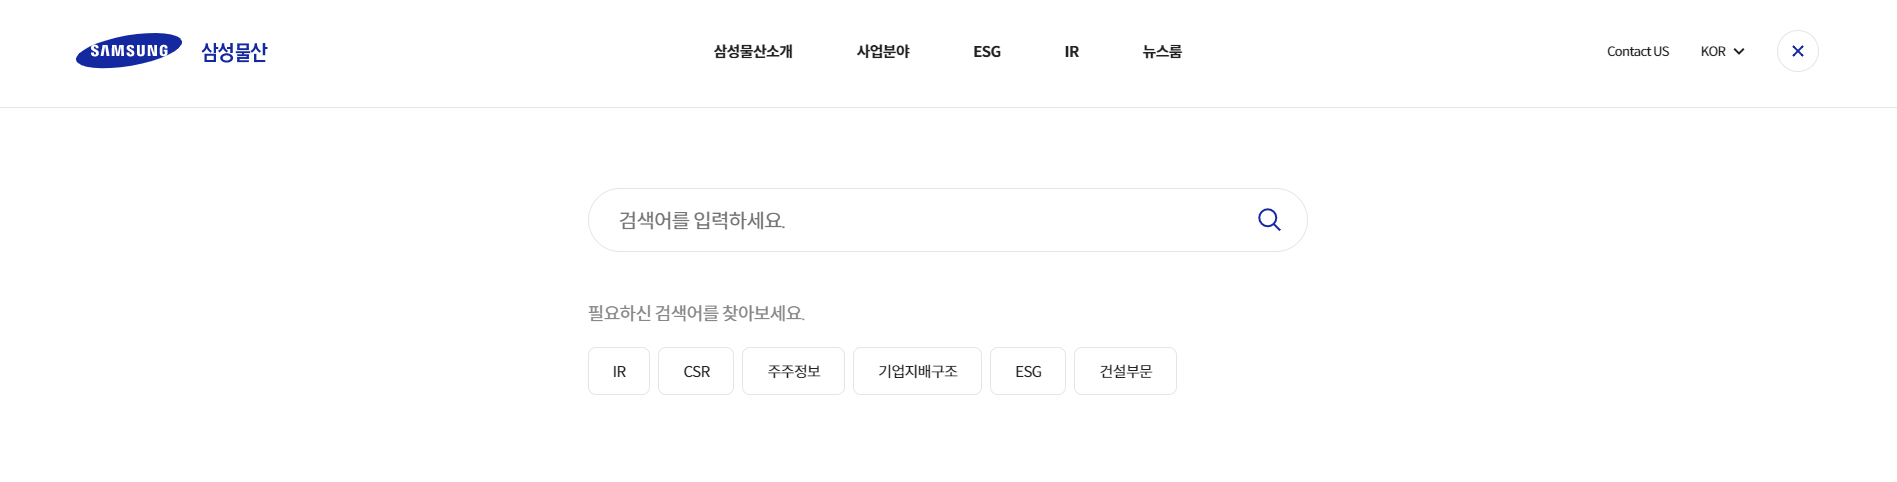 SAMSUNG 삼성물산
삼성물산소개 사업분야 ESG IR 뉴스룸
Contact US KOR
검색어를 입력하세요.
필요하신 검색어를 찾아보세요.
IR CSR 주주정보 기업지배구조 ESG 건설부문